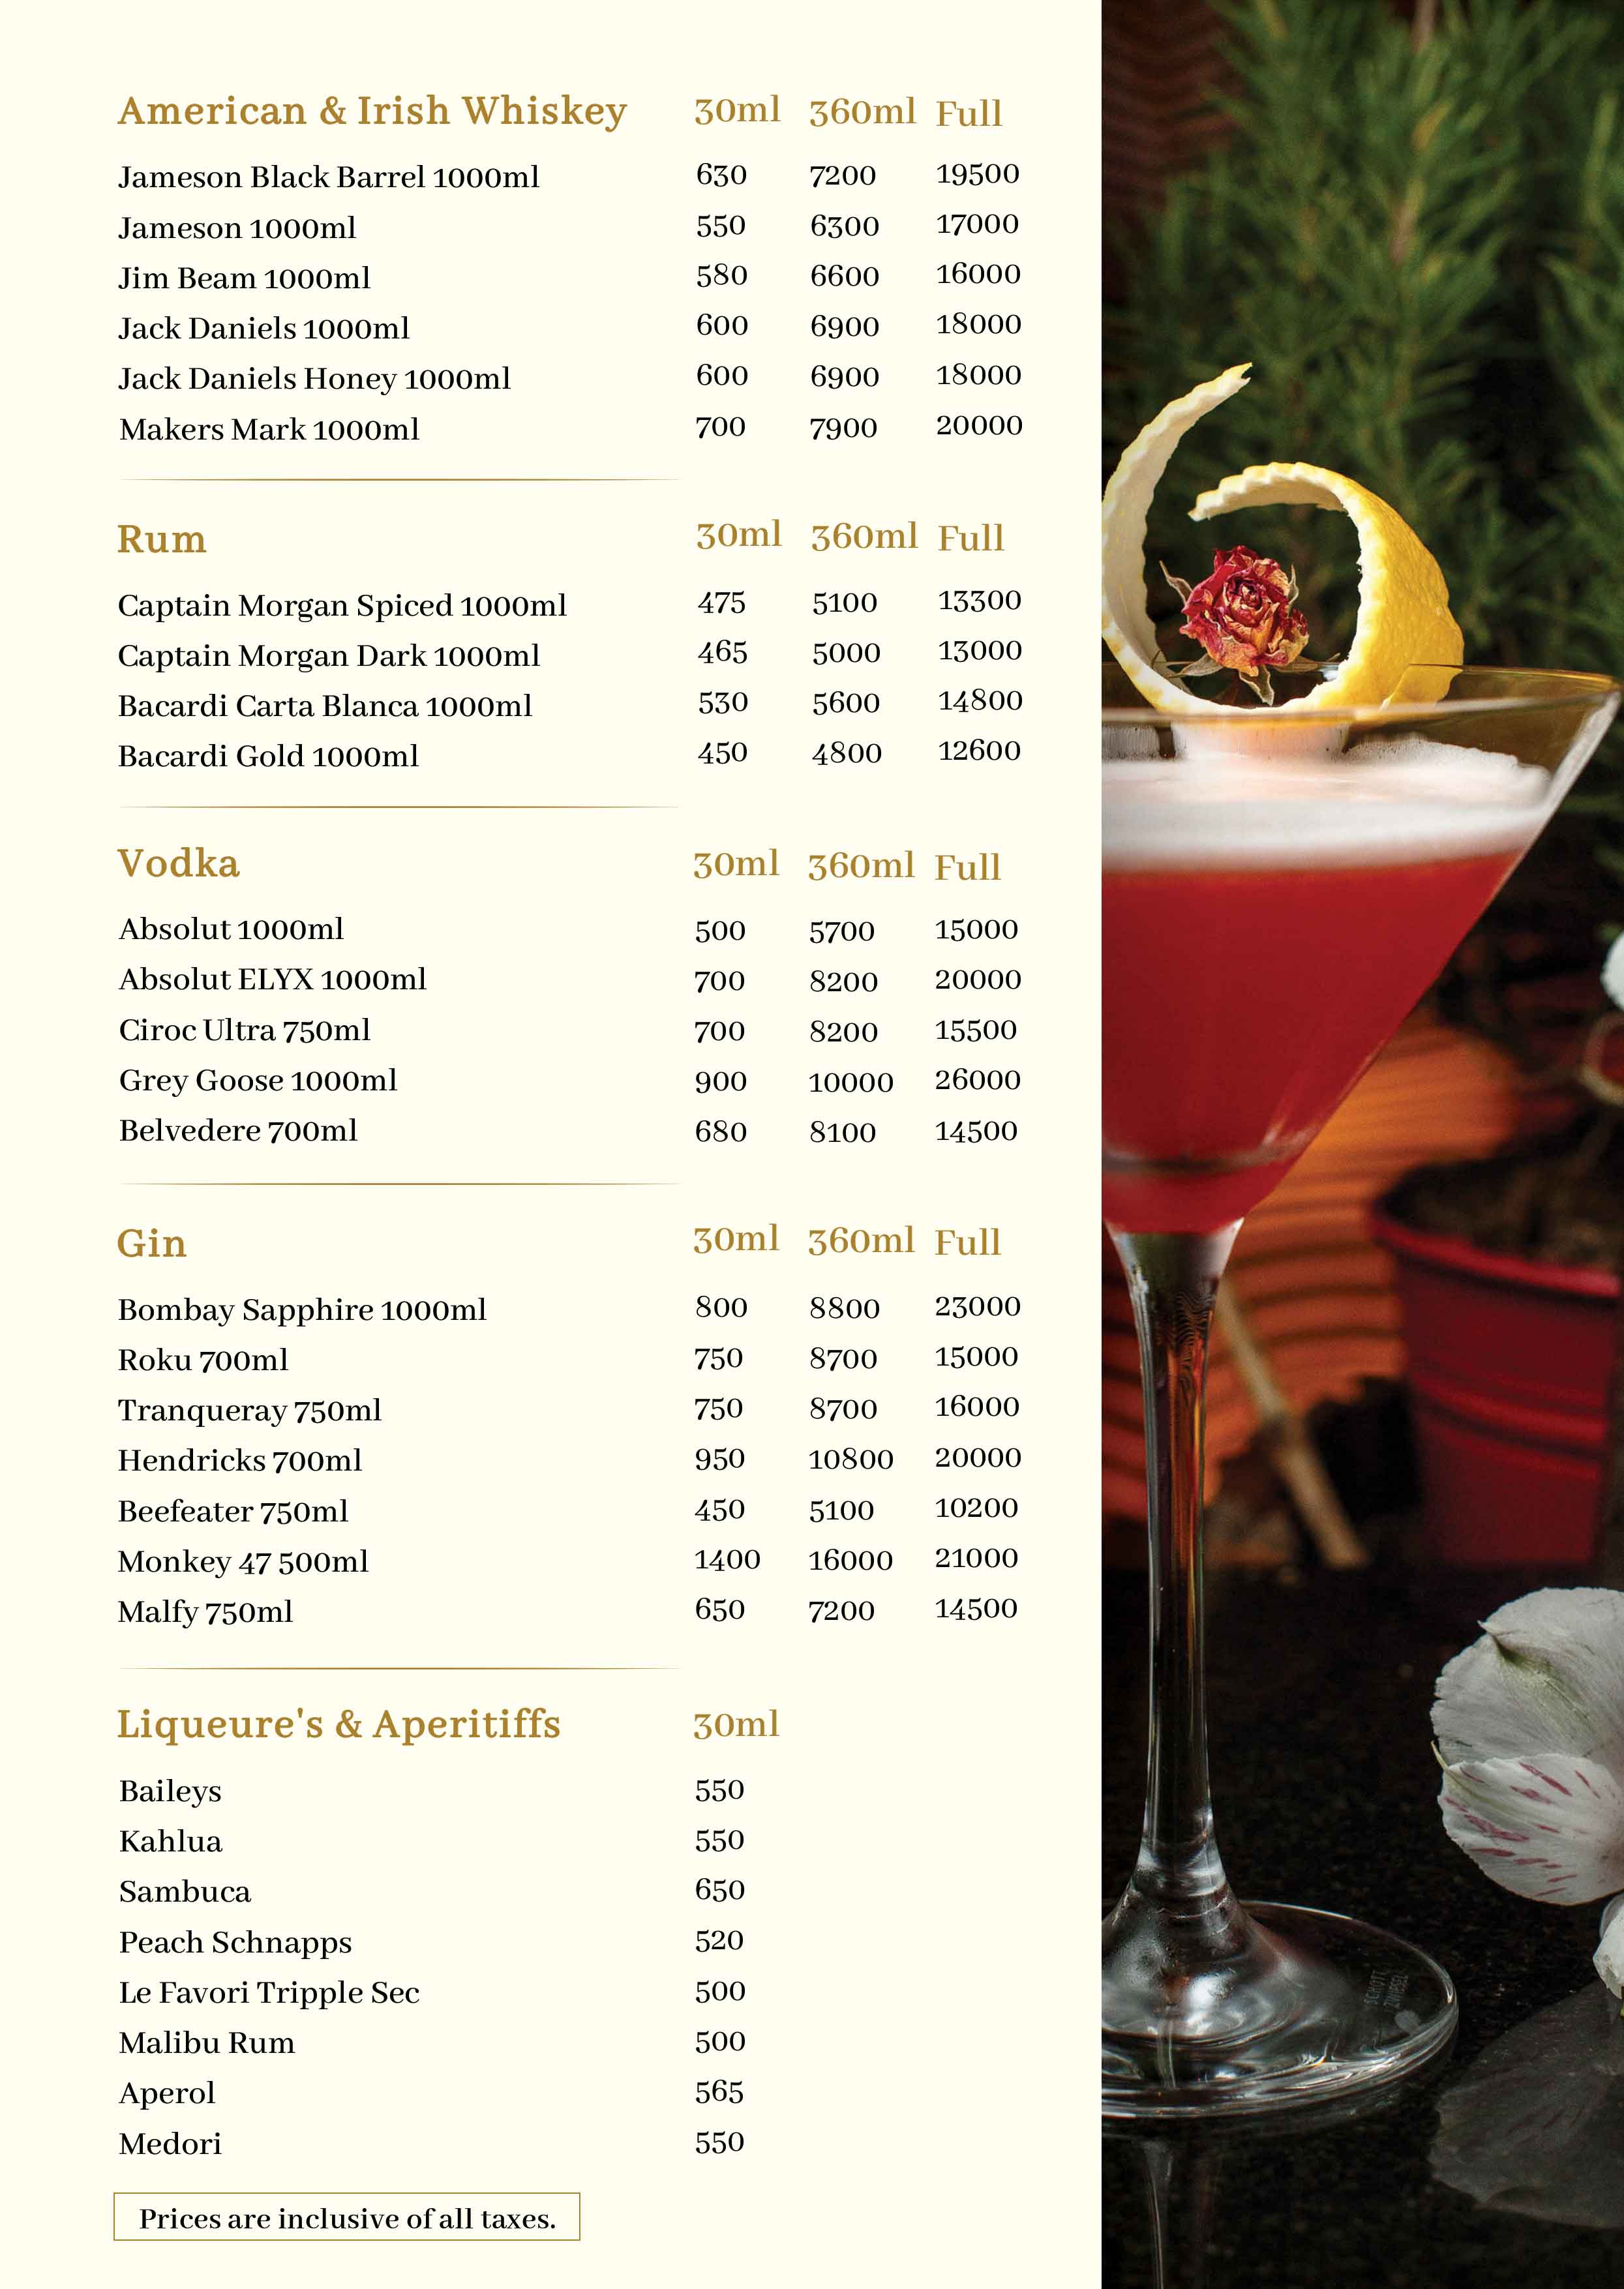 American & Irish Whiskey 30ml 360ml Full
Jameson Black Barrel 1000ml 630 7200 19500
Jameson 1000ml 550 6300 17000
Jim Beam 1000ml 580 6600 16000
Jack Daniels 1000ml 600 6900 18000
Jack Daniels Honey 1000ml 600 6900 18000
Makers Mark 1000ml 700 7900 20000
Rum 30ml 360ml Full
Captain Morgan Spiced 1000ml 475 5100 13300
Captain Morgan Dark 1000ml 465 5000 13000
Bacardi Carta Blanca 1000ml 530 5600 14800
Bacardi Gold 1000ml 450 4800 12600
Vodka 30ml 360ml Full
Absolut 1000ml 500 5700 15000
Absolut ELYX 1000ml 700 8200 20000
Ciroc Ultra 750ml 700 8200 15500
Grey Goose 1000ml 900 10000 26000
Belvedere 700ml 680 8100 14500
Gin 30ml 360ml Full
Bombay Sapphire 1000ml 800 8800 23000
Roku 700ml 750 8700 15000
Tranqueray 750ml 750 8700 16000
Hendricks 700ml 950 10800 20000
Beefeater 750ml 450 5100 10200
Monkey 47 500ml 1400 16000 21000
Malfy 750ml 650 7200 14500
Liqueure's & Aperitiffs 30ml
Baileys 550
Kahlua 550
Sambuca 650
Peach Schnapps 520
Le Favori Tripple Sec 500
Malibu Rum 500
Aperol 565
Medori 550
Prices are inclusive of all taxes.
SCHOTT
ZWIESEL